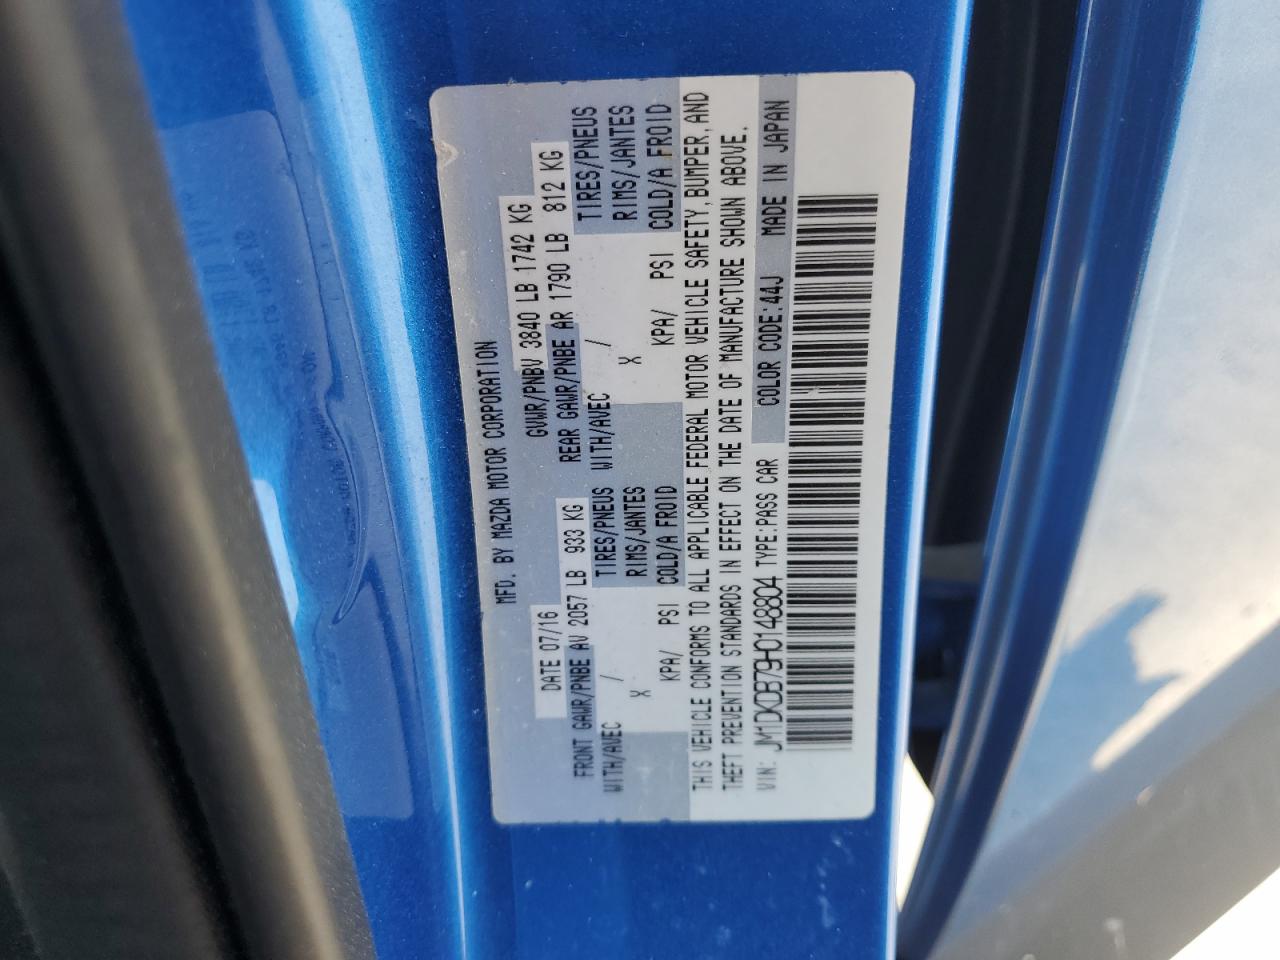 MFD. BY MAZDA MOTOR CORPORATION
DATE 07/16 GVWR/PNBV 3840 LB 1742 KG
FRONT GAWR/PNBE AV 2057 LB 933 KG REAR GAWR/PNBE AR 1790 LB 812 KG
WITH/AVEC / TIRES/PNEUS WITH/AVEC / TIRES/PNEUS
X RIMS/JANTES X RIMS/JANTES
KPA/ PSI COLD/A FROID KPA/ PSI COLD/A FROID
THIS VEHICLE CONFORMS TO ALL APPLICABLE FEDERAL MOTOR VEHICLE SAFETY, BUMPER, AND
THEFT PREVENTION STANDARDS IN EFFECT ON THE DATE OF MANUFACTURE SHOWN ABOVE.
VIN: JM1DKDB79H0148804 TYPE:PASS CAR COLOR CODE:44J MADE IN JAPAN